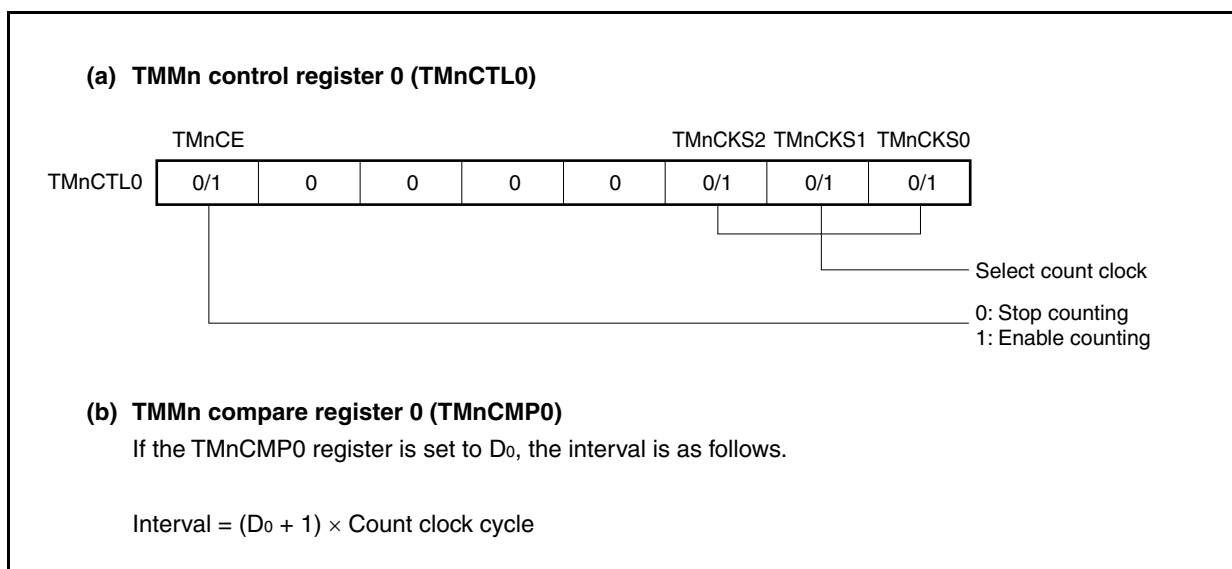 (a) TMMn control register 0 (TMnCTL0)
TMnCE TMnCKS2 TMnCKS1 TMnCKS0
TMnCTL0 0/1 0 0 0 0 0/1 0/1 0/1
Select count clock
0: Stop counting
1: Enable counting
(b) TMMn compare register 0 (TMnCMP0)
If the TMnCMP0 register is set to D0, the interval is as follows.
Interval = (D0 + 1) × Count clock cycle